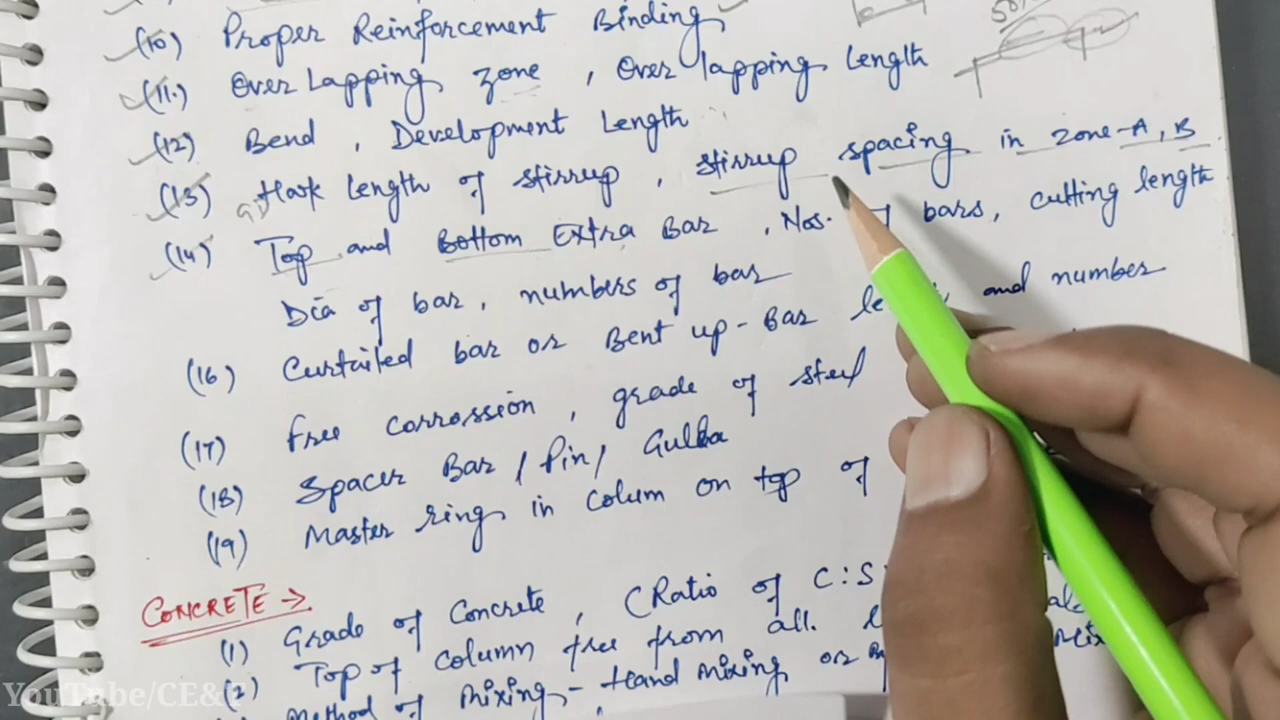 (10) Proper Reinforcement Binding
(11.) Over Lapping zone , Over lapping Length
(12) Bend , Development Length
(13) Hook length of stirrup , stirrup spacing in zone-A, B
(14) Top and Bottom Extra Bar , Nos. of bars, cutting length
Dia of bar, numbers of bar
(16) Curtailed bar or Bent up-Bar and number
(17) free corrossion , grade of steel
(18) Spacer Bar / Pin / Gulba
(19) Master ring in Colum on top of
CONCRETE →
(1) Grade of Concrete , (Ratio of C:S:
(2) Top of column free from all
Method of Mixing - Hand Mixing or
YouTube/CE&